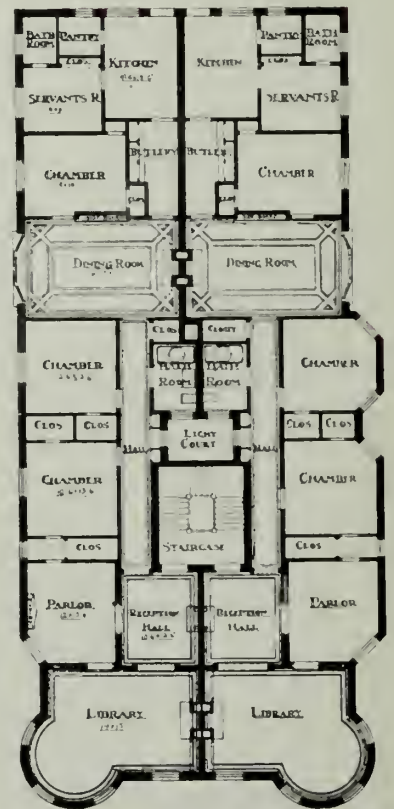 BATH ROOM
PANTRY
KITCHEN
KITCHEN
PANTRY
BATH ROOM
CLOS
CLOS
SERVANTS R.
SERVANTS R
BUTLERY
BUTLER
CHAMBER
CHAMBER
DINING ROOM
DINING ROOM
CLOS
CLOSET
CHAMBER
BATH ROOM
BATH ROOM
CHAMBER
CLOS
CLOS
HALL
LIGHT COURT
HALL
CLOS
CLOS
CHAMBER
CHAMBER
STAIRCASE
CLOS
CLOS
PARLOR
RECEPTION HALL
RECEPTION HALL
PARLOR
LIBRARY
LIBRARY